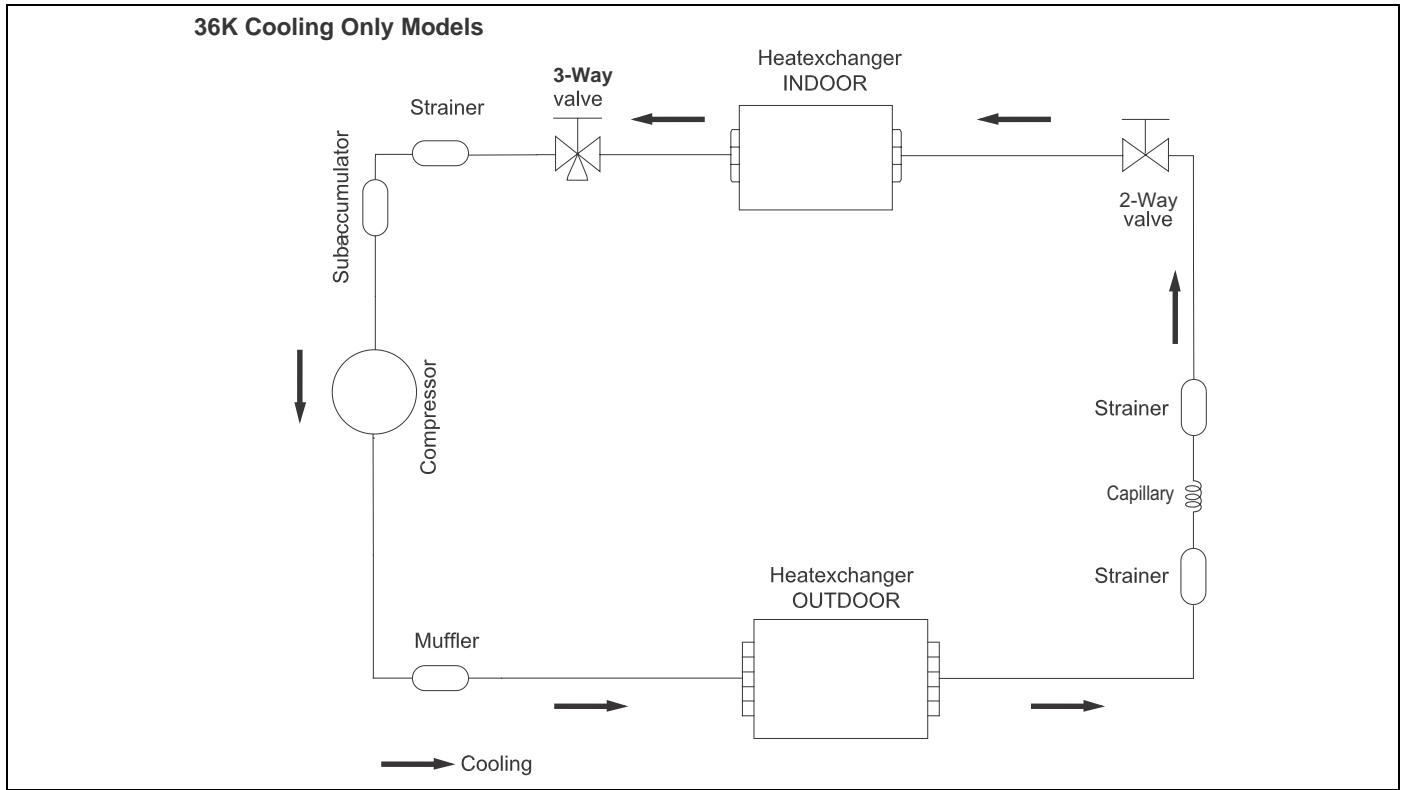 36K Cooling Only Models
Heatexchanger
INDOOR
3-Way
valve
Strainer
Subaccumulator
2-Way
valve
Compressor
Strainer
Capillary
Strainer
Heatexchanger
OUTDOOR
Muffler
Cooling